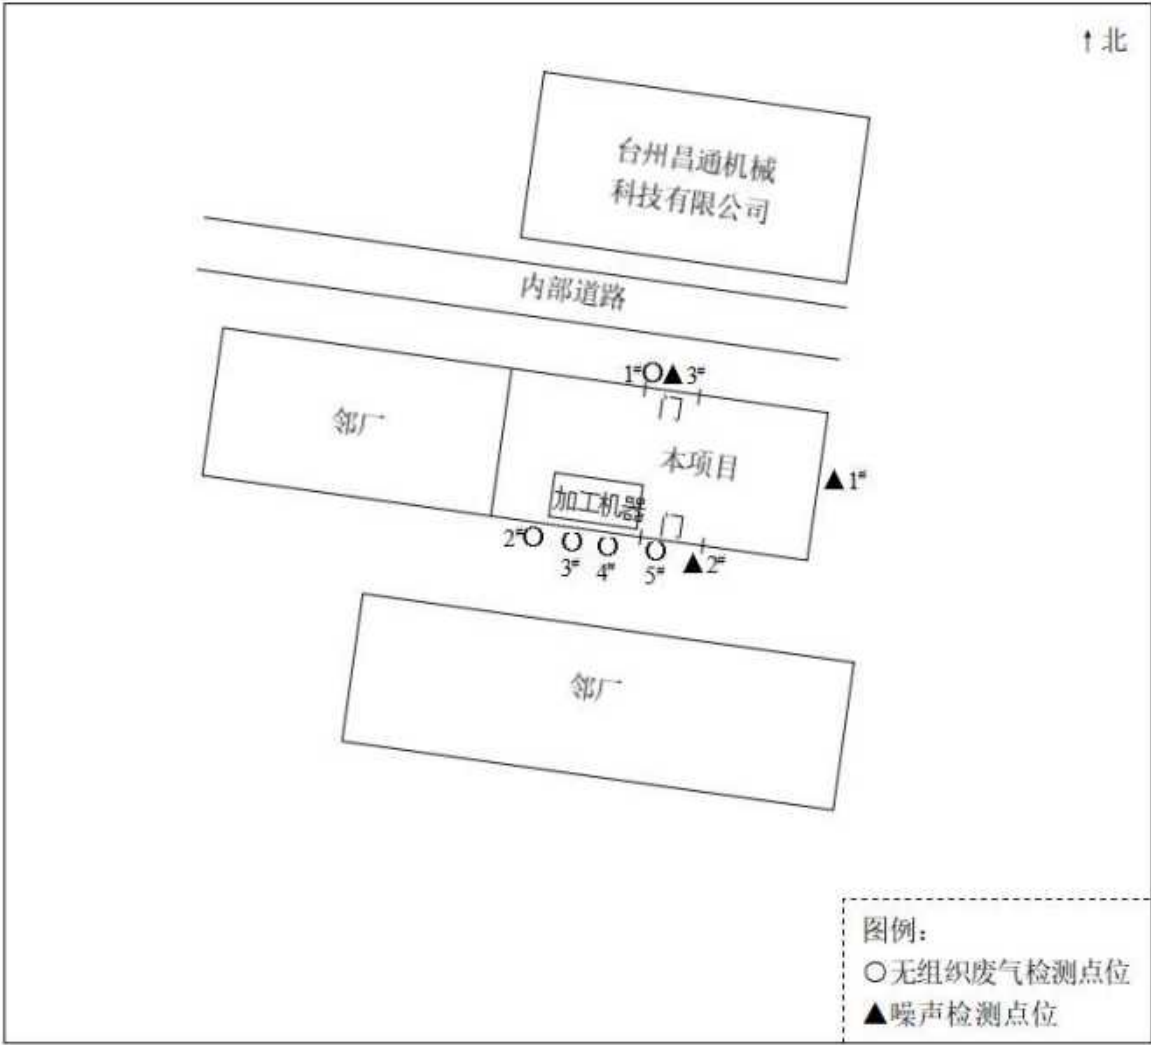 ↑北
台州昌通机械
科技有限公司
内部道路
1# ○▲3#
门
邻厂
本项目
▲1#
加工机器
门
2#○
○
3#
○
4#
○
5#
▲2#
邻厂
图例：
○无组织废气检测点位
▲噪声检测点位